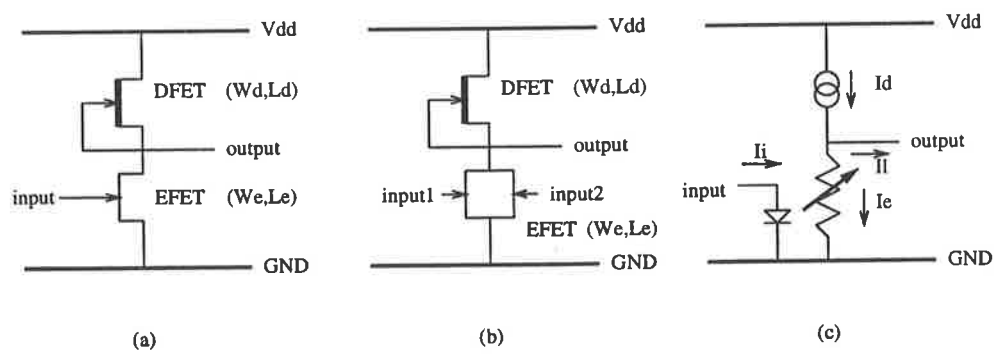 Vdd
DFET (Wd,Ld)
output
input
EFET (We,Le)
GND
(a)
Vdd
DFET (Wd,Ld)
output
input1
input2
EFET (We,Le)
GND
(b)
Vdd
Id
output
Ii
Il
input
Ie
GND
(c)